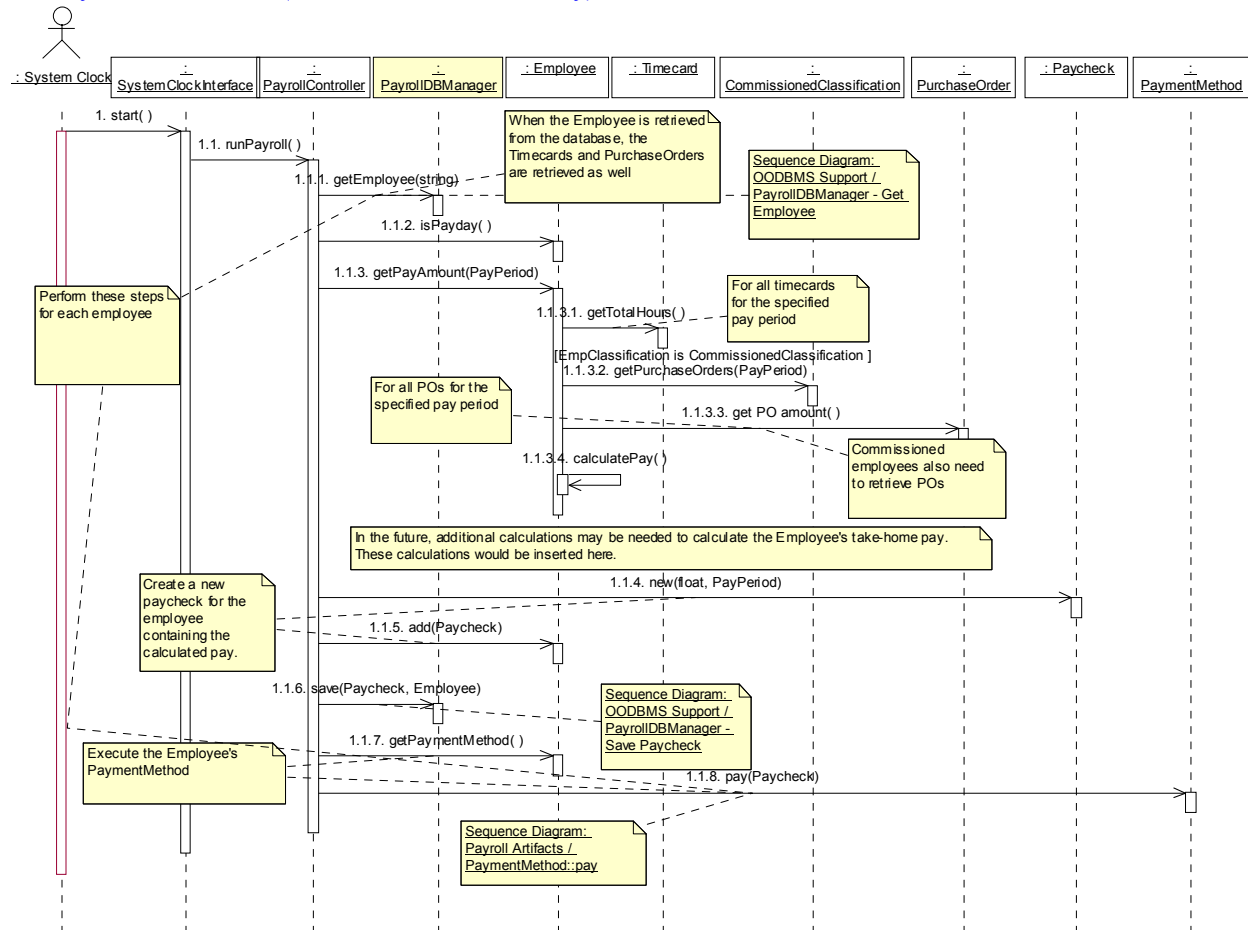 : System Clock
:
SystemClockInterface
:
PayrollController
:
PayrollDBManager
: Employee
: Timecard
:
CommissionedClassification
:
PurchaseOrder
: Paycheck
:
PaymentMethod
1. start( )
When the Employee is retrieved
from the database, the
Timecards and PurchaseOrders
are retrieved as well
1.1. runPayroll( )
Sequence Diagram:
OODBMS Support /
PayrollDBManager - Get
Employee
1.1.1. getEmployee(string)
1.1.2. isPayday( )
1.1.3. getPayAmount(PayPeriod)
Perform these steps
for each employee
For all timecards
for the specified
pay period
1.1.3.1. getTotalHours( )
[EmpClassification is CommissionedClassification ]
1.1.3.2. getPurchaseOrders(PayPeriod)
For all POs for the
specified pay period
1.1.3.3. get PO amount( )
Commissioned
employees also need
to retrieve POs
1.1.3.4. calculatePay( )
In the future, additional calculations may be needed to calculate the Employee's take-home pay.
These calculations would be inserted here.
Create a new
paycheck for the
employee
containing the
calculated pay.
1.1.4. new(float, PayPeriod)
1.1.5. add(Paycheck)
1.1.6. save(Paycheck, Employee)
Sequence Diagram:
OODBMS Support /
PayrollDBManager -
Save Paycheck
1.1.7. getPaymentMethod( )
Execute the Employee's
PaymentMethod
1.1.8. pay(Paycheck)
Sequence Diagram:
Payroll Artifacts /
PaymentMethod::pay